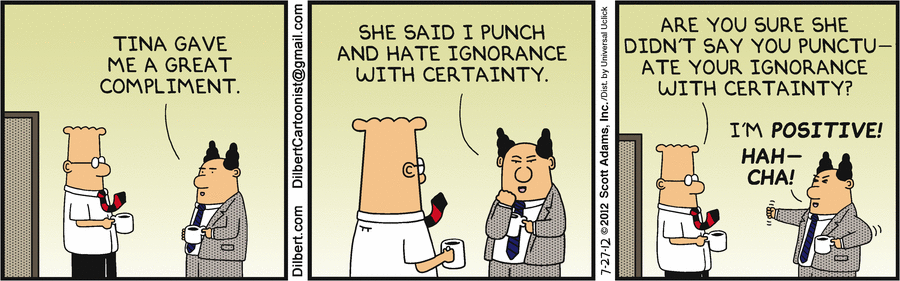 TINA GAVE
ME A GREAT
COMPLIMENT.
DilbertCartoonist@gmail.com
Dilbert.com
SHE SAID I PUNCH
AND HATE IGNORANCE
WITH CERTAINTY.
7-27-12 © 2012 Scott Adams, Inc. /Dist. by Universal Uclick
ARE YOU SURE SHE
DIDN'T SAY YOU PUNCTU—
ATE YOUR IGNORANCE
WITH CERTAINTY?
I'M POSITIVE!
HAH—
CHA!